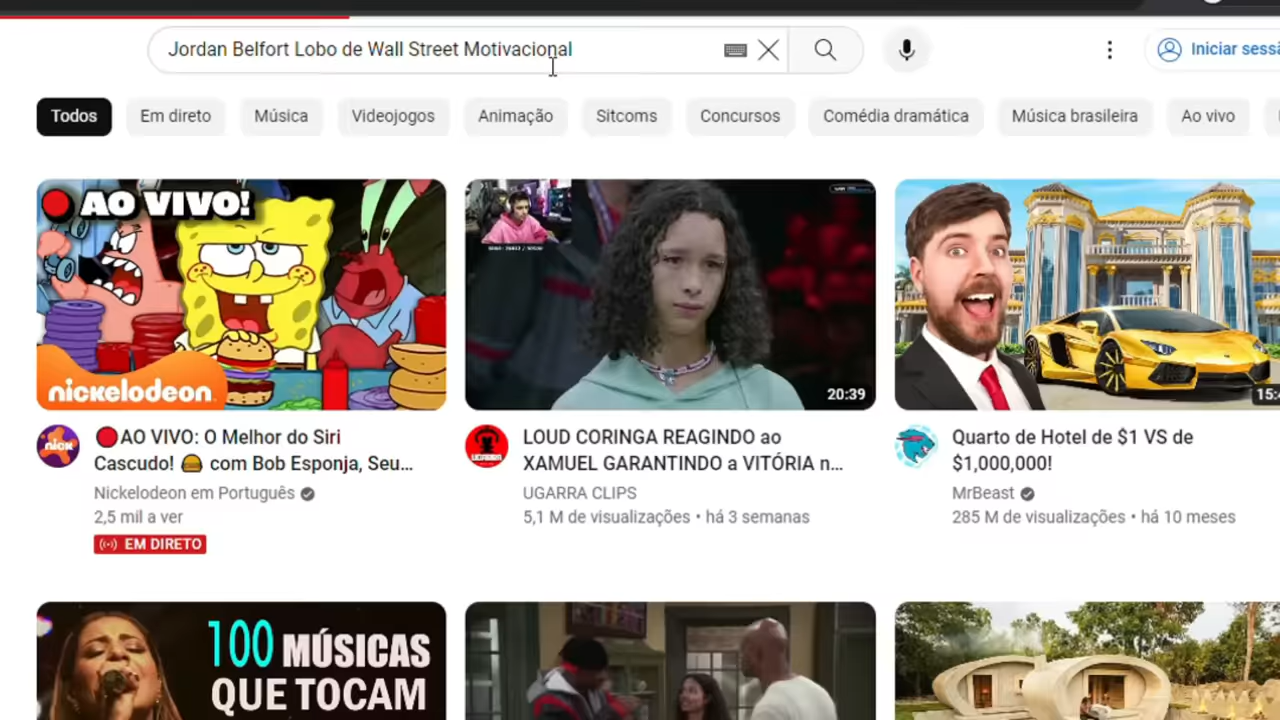 Jordan Belfort Lobo de Wall Street Motivacional
Iniciar sessã
Todos
Em direto
Música
Videojogos
Animação
Sitcoms
Concursos
Comédia dramática
Música brasileira
Ao vivo
AO VIVO!
nickelodeon
20:39
15:4
nick
AO VIVO: O Melhor do Siri
Cascudo! com Bob Esponja, Seu...
Nickelodeon em Português
2,5 mil a ver
EM DIRETO
LOUD CORINGA REAGINDO ao
XAMUEL GARANTINDO a VITÓRIA n...
UGARRA CLIPS
5,1 M de visualizações • há 3 semanas
Quarto de Hotel de $1 VS de
$1,000,000!
MrBeast
285 M de visualizações • há 10 meses
100 MÚSICAS
QUE TOCAM